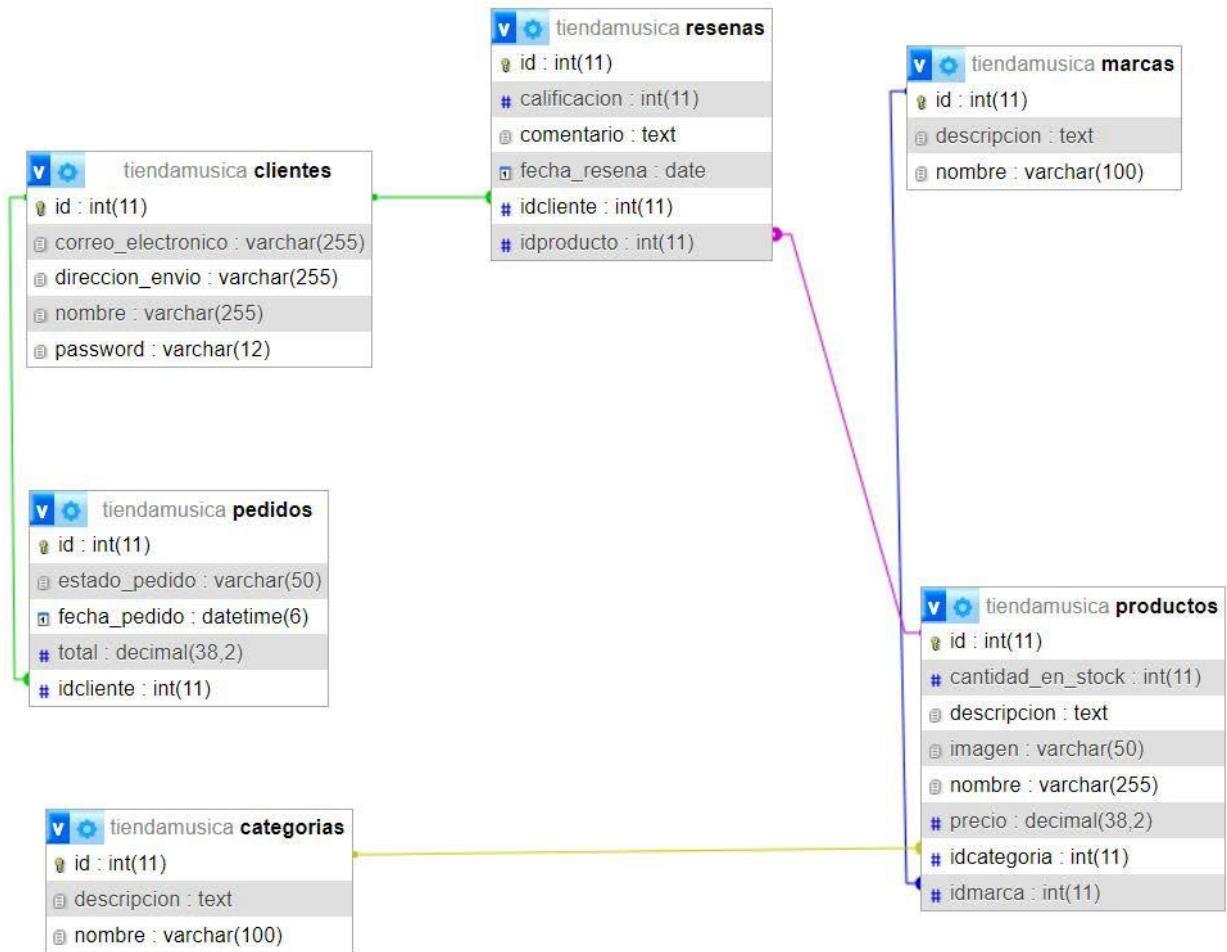 v tiendamusica resenas
id : int(11)
# calificacion : int(11)
comentario : text
fecha_resena : date
# idcliente : int(11)
# idproducto : int(11)
v tiendamusica marcas
id : int(11)
descripcion : text
nombre : varchar(100)
v tiendamusica clientes
id : int(11)
correo_electronico : varchar(255)
direccion_envio : varchar(255)
nombre : varchar(255)
password : varchar(12)
v tiendamusica pedidos
id : int(11)
estado_pedido : varchar(50)
fecha_pedido : datetime(6)
# total : decimal(38,2)
# idcliente : int(11)
v tiendamusica productos
id : int(11)
# cantidad_en_stock : int(11)
descripcion : text
imagen : varchar(50)
nombre : varchar(255)
# precio : decimal(38,2)
# idcategoria : int(11)
# idmarca : int(11)
v tiendamusica categorias
id : int(11)
descripcion : text
nombre : varchar(100)